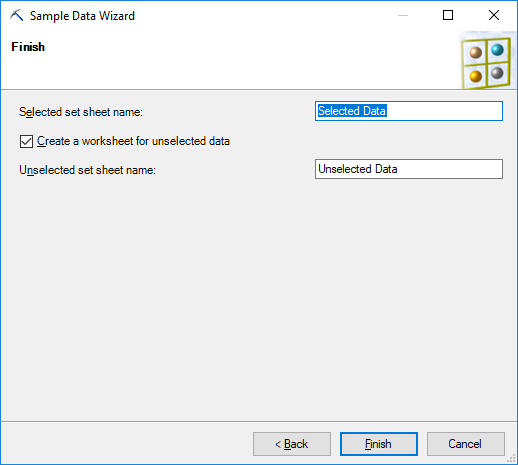 Sample Data Wizard
Finish
Selected set sheet name: Selected Data
Create a worksheet for unselected data
Unselected set sheet name: Unselected Data
< Back Finish Cancel